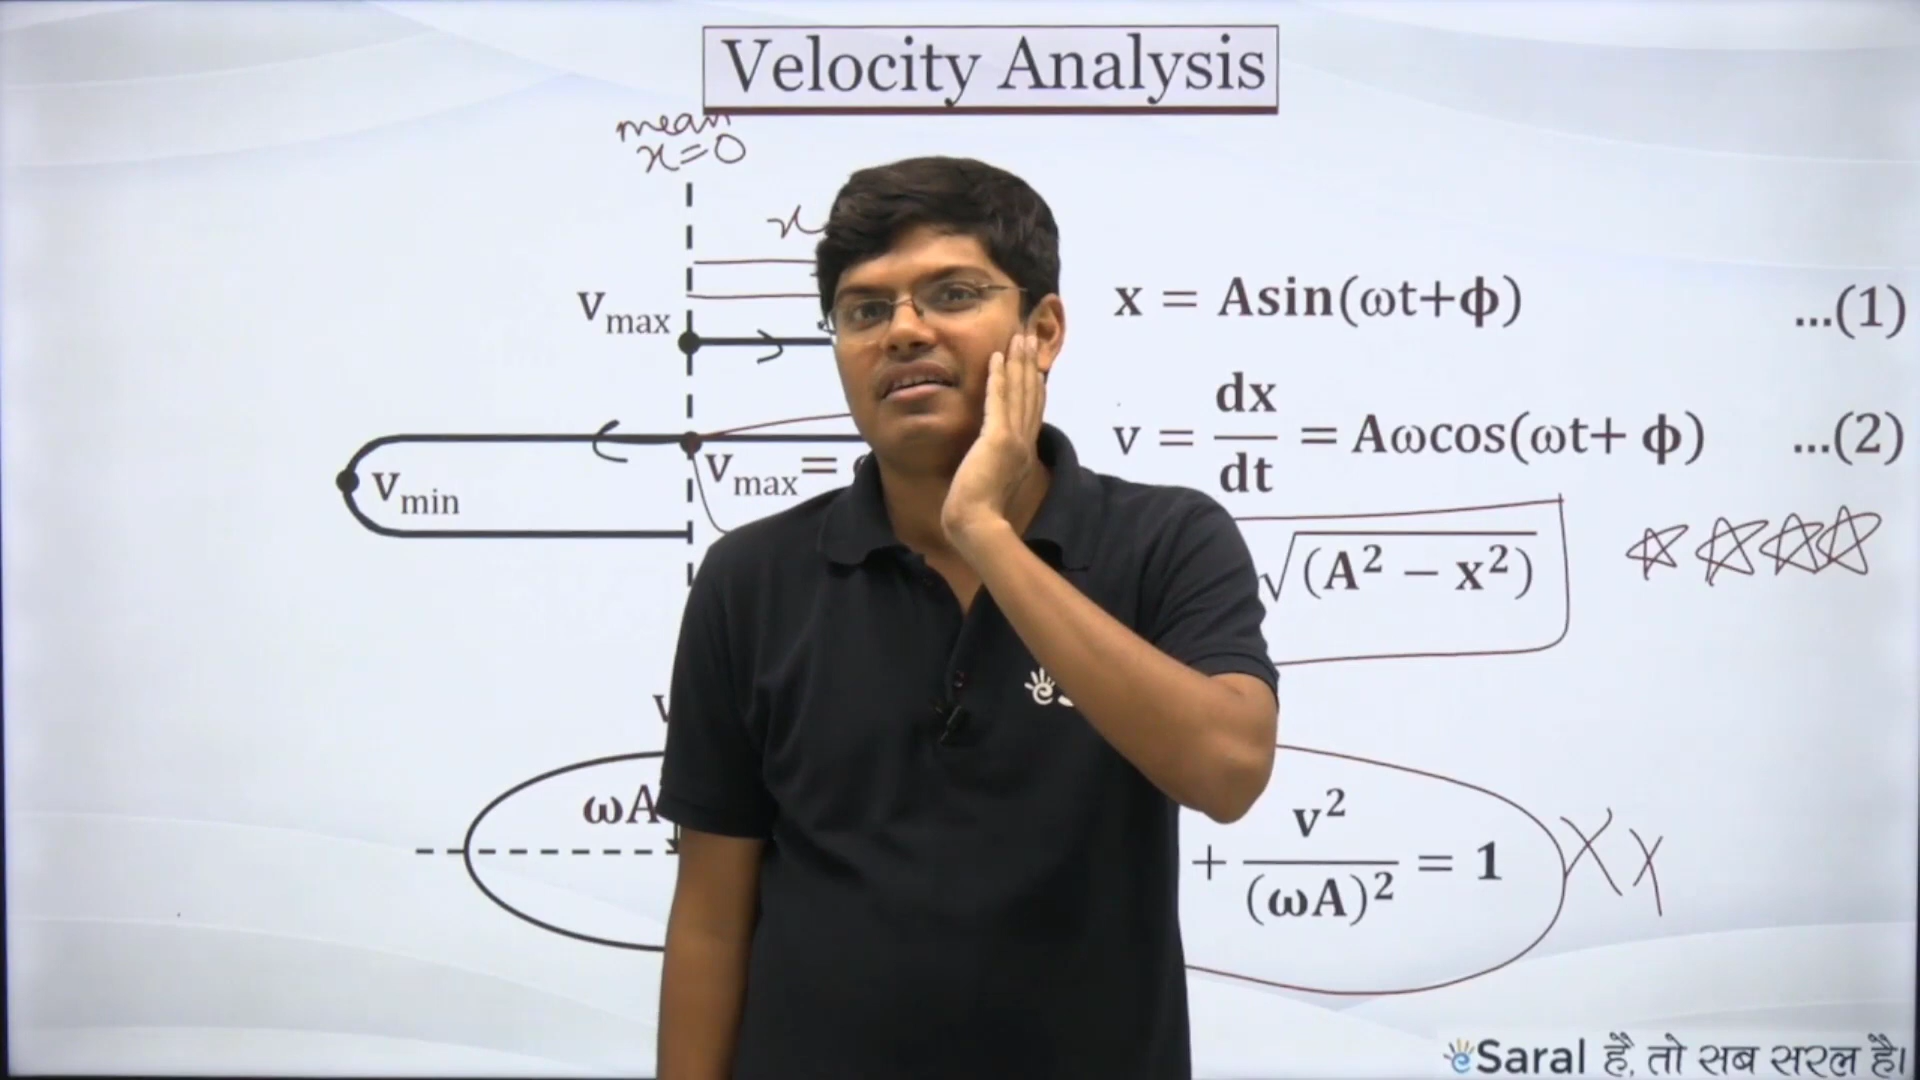 Velocity Analysis
mean
x=0
x
v_max
x = Asin(ωt+ϕ) ...(1)
v = dx/dt = Aωcos(ωt+ ϕ) ...(2)
v_max =
v_min
√(A² − x²)
ωA
+ v²/(ωA)² = 1
eSaral है, तो सब सरल है।